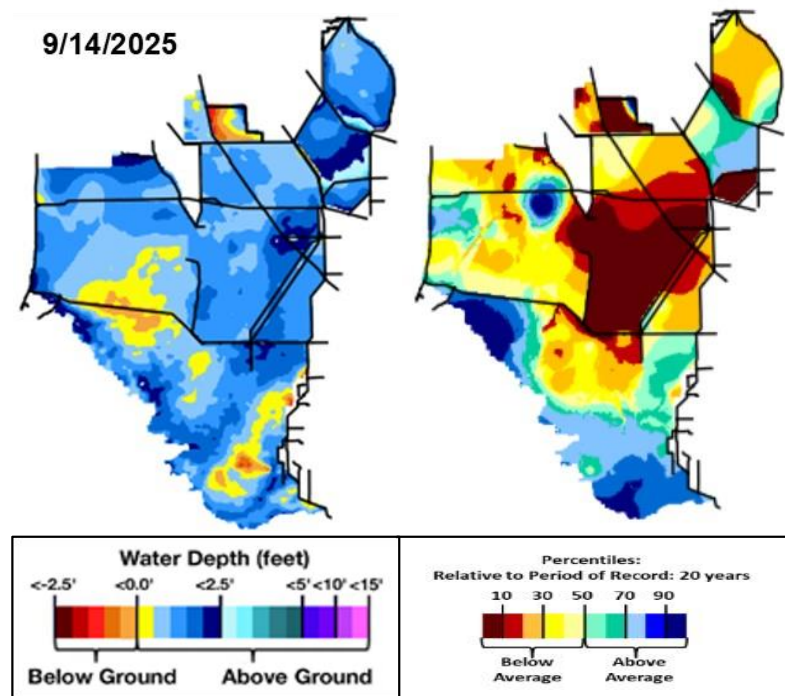 9/14/2025
Water Depth (feet)
<-2.5' <0.0' <2.5' <5' <10' <15'
Below Ground Above Ground
Percentiles:
Relative to Period of Record: 20 years
10 30 50 70 90
Below Average
Above Average